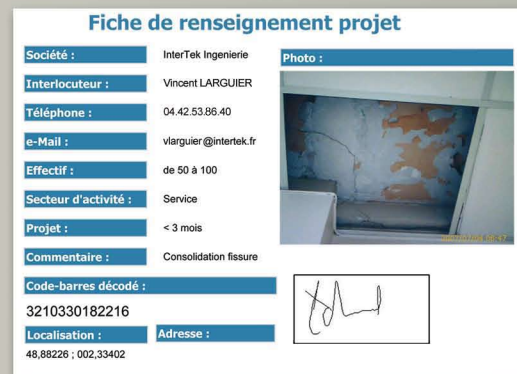 Fiche de renseignement projet
Société : InterTek Ingenierie
Photo :
Interlocuteur : Vincent LARGUIER
Téléphone : 04.42.53.86.40
e-Mail : vlarguier@intertek.fr
Effectif : de 50 à 100
Secteur d'activité : Service
Projet : < 3 mois
Commentaire : Consolidation fissure
Code-barres décodé :
3210330182216
Localisation : Adresse :
48,88226 ; 002,33402